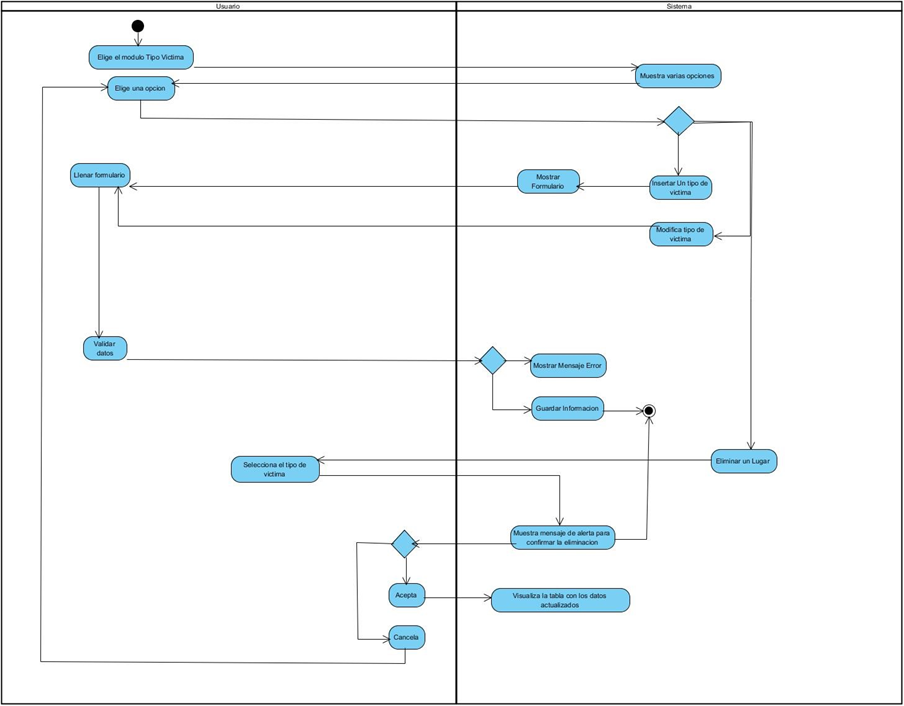 Usuario
Sistema
Elige el modulo Tipo Victima
Muestra varias opciones
Elige una opcion
Llenar formulario
Mostrar
Formulario
Insertar Un tipo de
victima
Modifica tipo de
victima
Validar
datos
Mostrar Mensaje Error
Guardar Informacion
Selecciona el tipo de
victima
Eliminar un Lugar
Muestra mensaje de alerta para
confirmar la eliminacion
Acepta
Visualiza la tabla con los datos
actualizados
Cancela